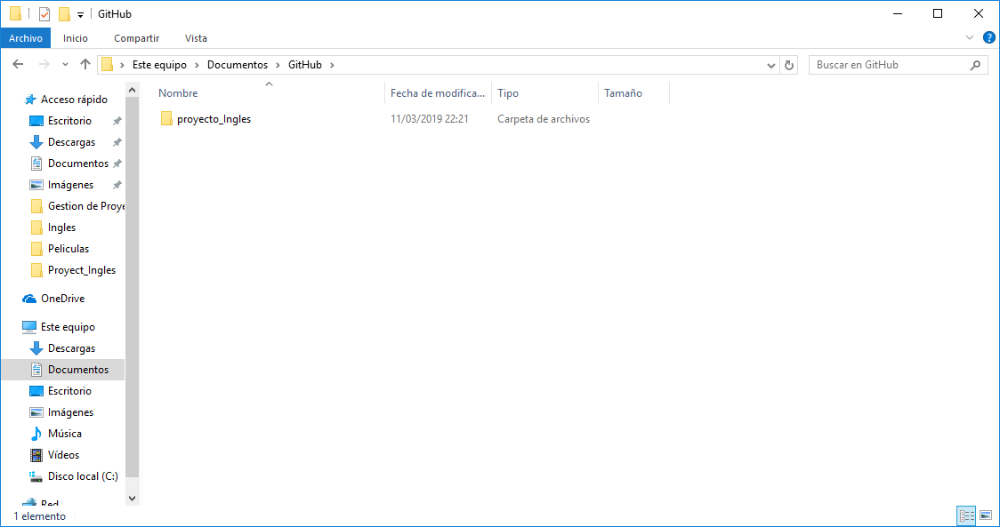 GitHub
Archivo Inicio Compartir Vista
Este equipo Documentos GitHub
Buscar en GitHub
Acceso rápido
Escritorio
Descargas
Documentos
Imágenes
Gestion de Proye
Ingles
Peliculas
Proyect_Ingles
OneDrive
Este equipo
Descargas
Documentos
Escritorio
Imágenes
Música
Vídeos
Disco local (C:)
Red
Nombre Fecha de modifica... Tipo Tamaño
proyecto_Ingles 11/03/2019 22:21 Carpeta de archivos
1 elemento